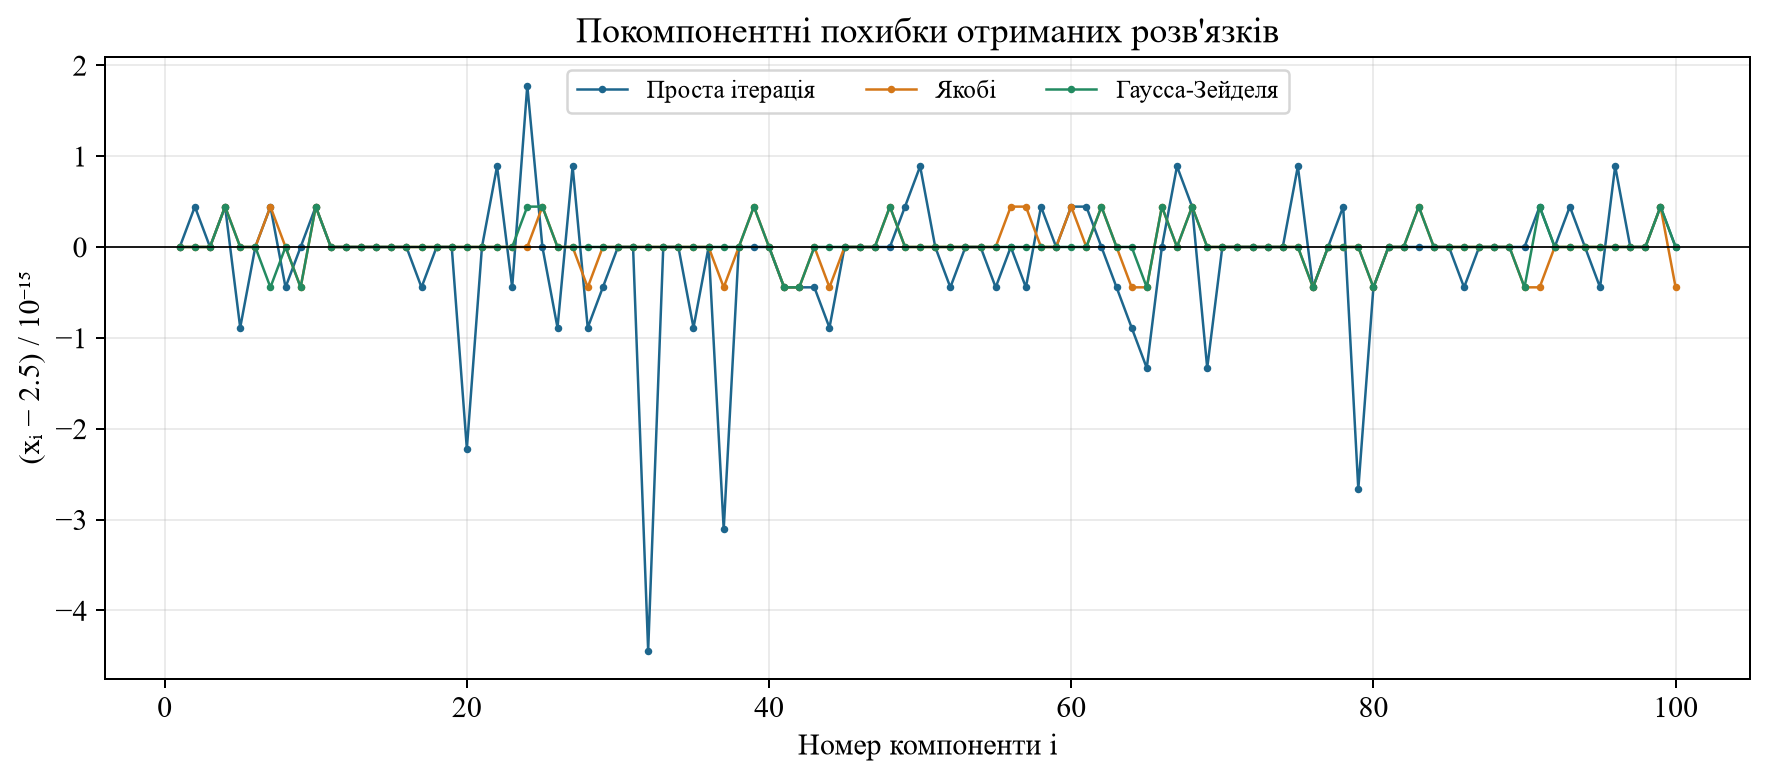 Покомпонентні похибки отриманих розв'язків
Проста ітерація Якобі Гаусса-Зейделя
2
1
0
−1
−2
−3
−4
(xᵢ − 2.5) / 10⁻¹⁵
0 20 40 60 80 100
Номер компоненти i